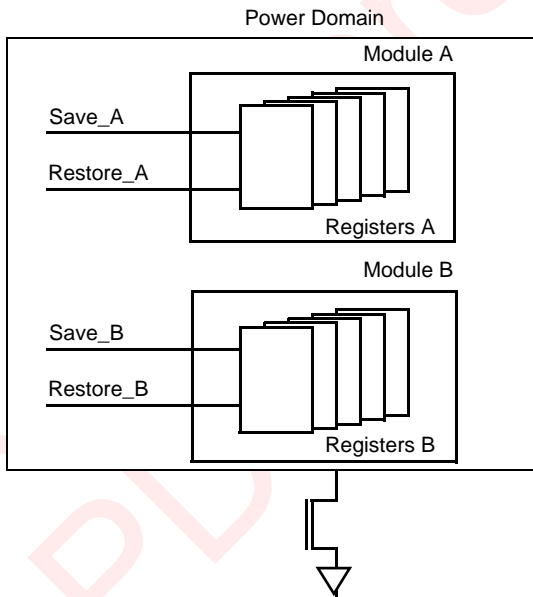 Power Domain
Module A
Save_A
Restore_A
Registers A
Module B
Save_B
Restore_B
Registers B